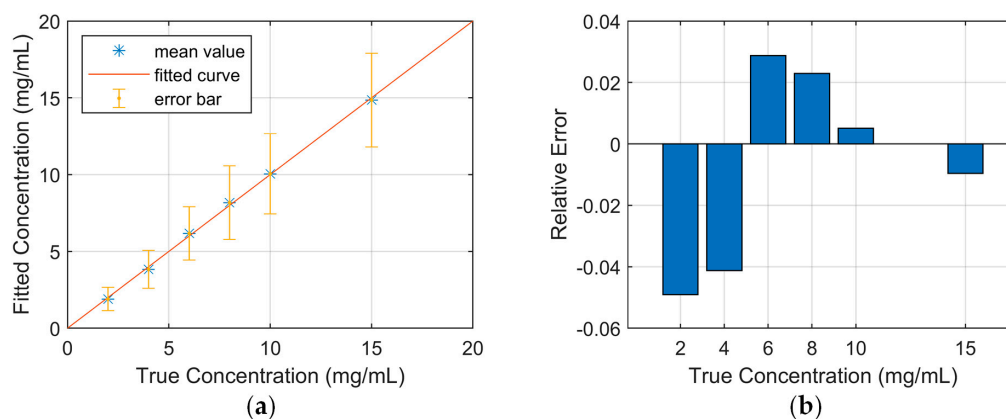 20
15
10
5
0
0 5 10 15 20
Fitted Concentration (mg/mL)
True Concentration (mg/mL)
mean value
fitted curve
error bar
(a)
0.04
0.02
0
-0.02
-0.04
-0.06
2 4 6 8 10 15
Relative Error
True Concentration (mg/mL)
(b)